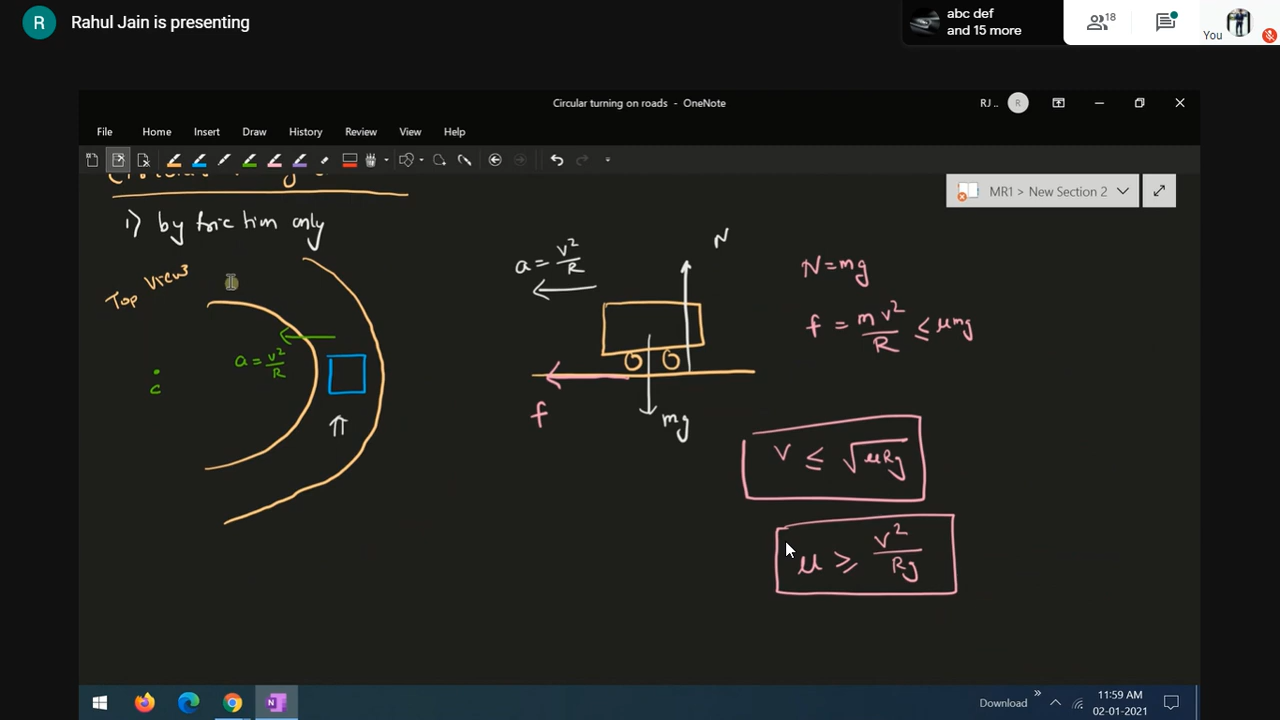 R
Rahul Jain is presenting
abc def
and 15 more
18
You
Circular turning on roads - OneNote
RJ ..
R
File Home Insert Draw History Review View Help
MR1 > New Section 2
1) by friction only
Top View
a = v²/R
c
a = v²/R
N
f
mg
N = mg
f = mv²/R ≤ μmg
v ≤ √μRg
μ ≥ v²/Rg
Download
11:59 AM
02-01-2021